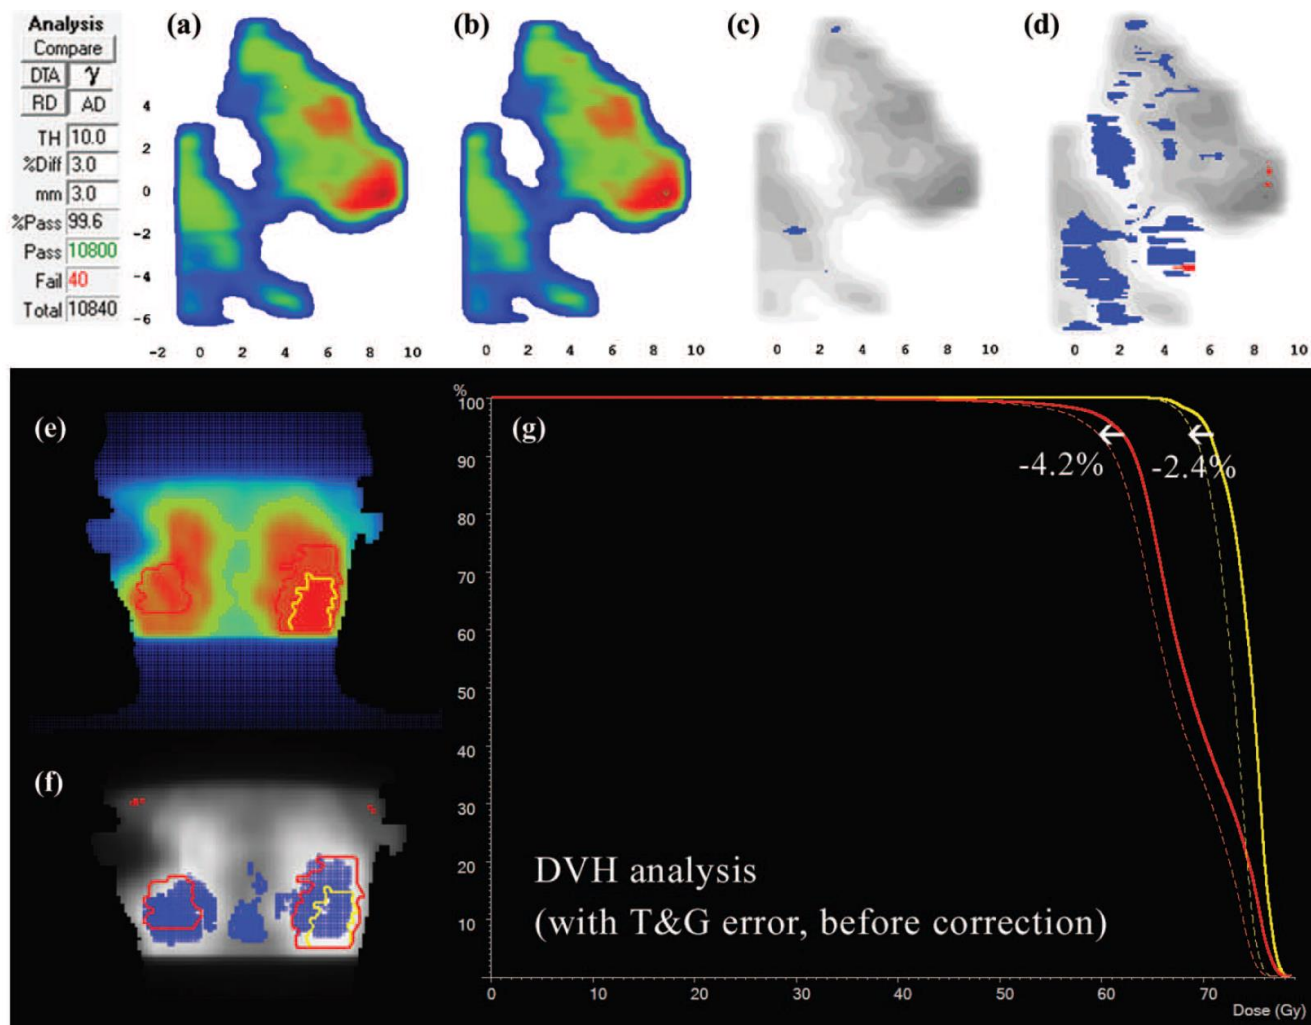 Analysis
Compare
DTA γ
RD AD
TH 10.0
%Diff 3.0
mm 3.0
%Pass 99.6
Pass 10800
Fail 40
Total 10840
(a) (b) (c) (d)
4
2
0
-2
-4
-6
-2 0 2 4 6 8 10
0 2 4 6 8 10
0 2 4 6 8 10
0 2 4 6 8 10
(e)
(f)
%
(g)
100
90
80
70
60
50
40
30
20
10
-4.2% -2.4%
DVH analysis
(with T&G error, before correction)
0 10 20 30 40 50 60 70
Dose (Gy)